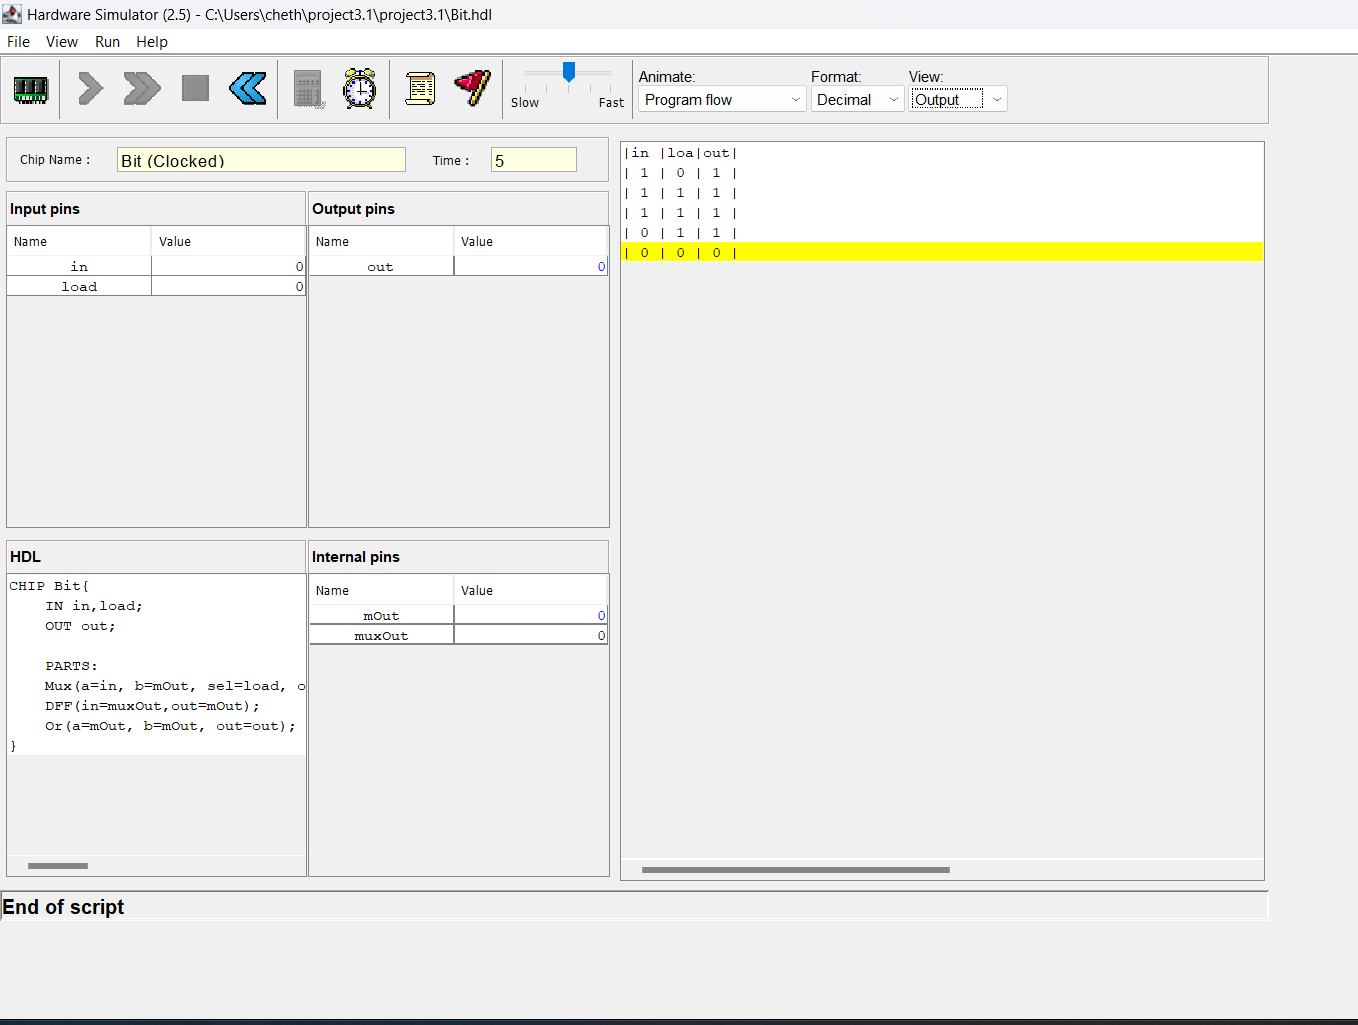 Hardware Simulator (2.5) - C:\Users\cheth\project3.1\project3.1\Bit.hdl
File View Run Help
Slow Fast
Animate: Format: View:
Program flow Decimal Output
Chip Name : Bit (Clocked) Time : 5
Input pins
Name Value
in 0
load 0
Output pins
Name Value
out 0
HDL
CHIP Bit{
IN in,load;
OUT out;
PARTS:
Mux(a=in, b=mOut, sel=load, o
DFF(in=muxOut,out=mOut);
Or(a=mOut, b=mOut, out=out);
}
Internal pins
Name Value
mOut 0
muxOut 0
|in |loa|out|
| 1 | 0 | 1 |
| 1 | 1 | 1 |
| 1 | 1 | 1 |
| 0 | 1 | 1 |
| 0 | 0 | 0 |
End of script